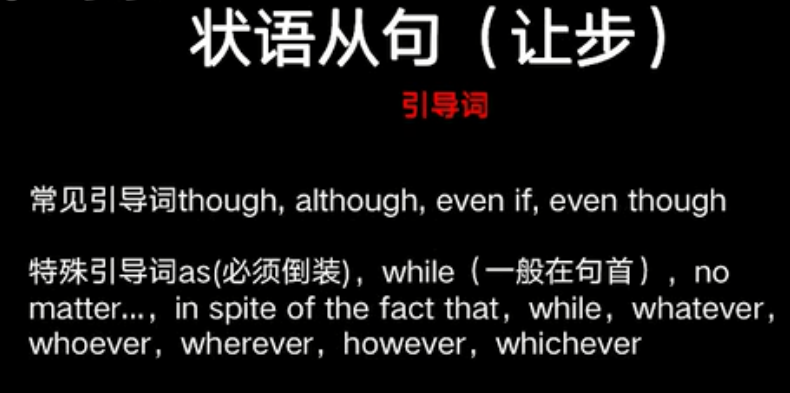 状语从句（让步）
引导词
常见引导词though, although, even if, even though
特殊引导词as(必须倒装)，while（一般在句首）, no
matter...，in spite of the fact that，while，whatever，
whoever，wherever，however，whichever